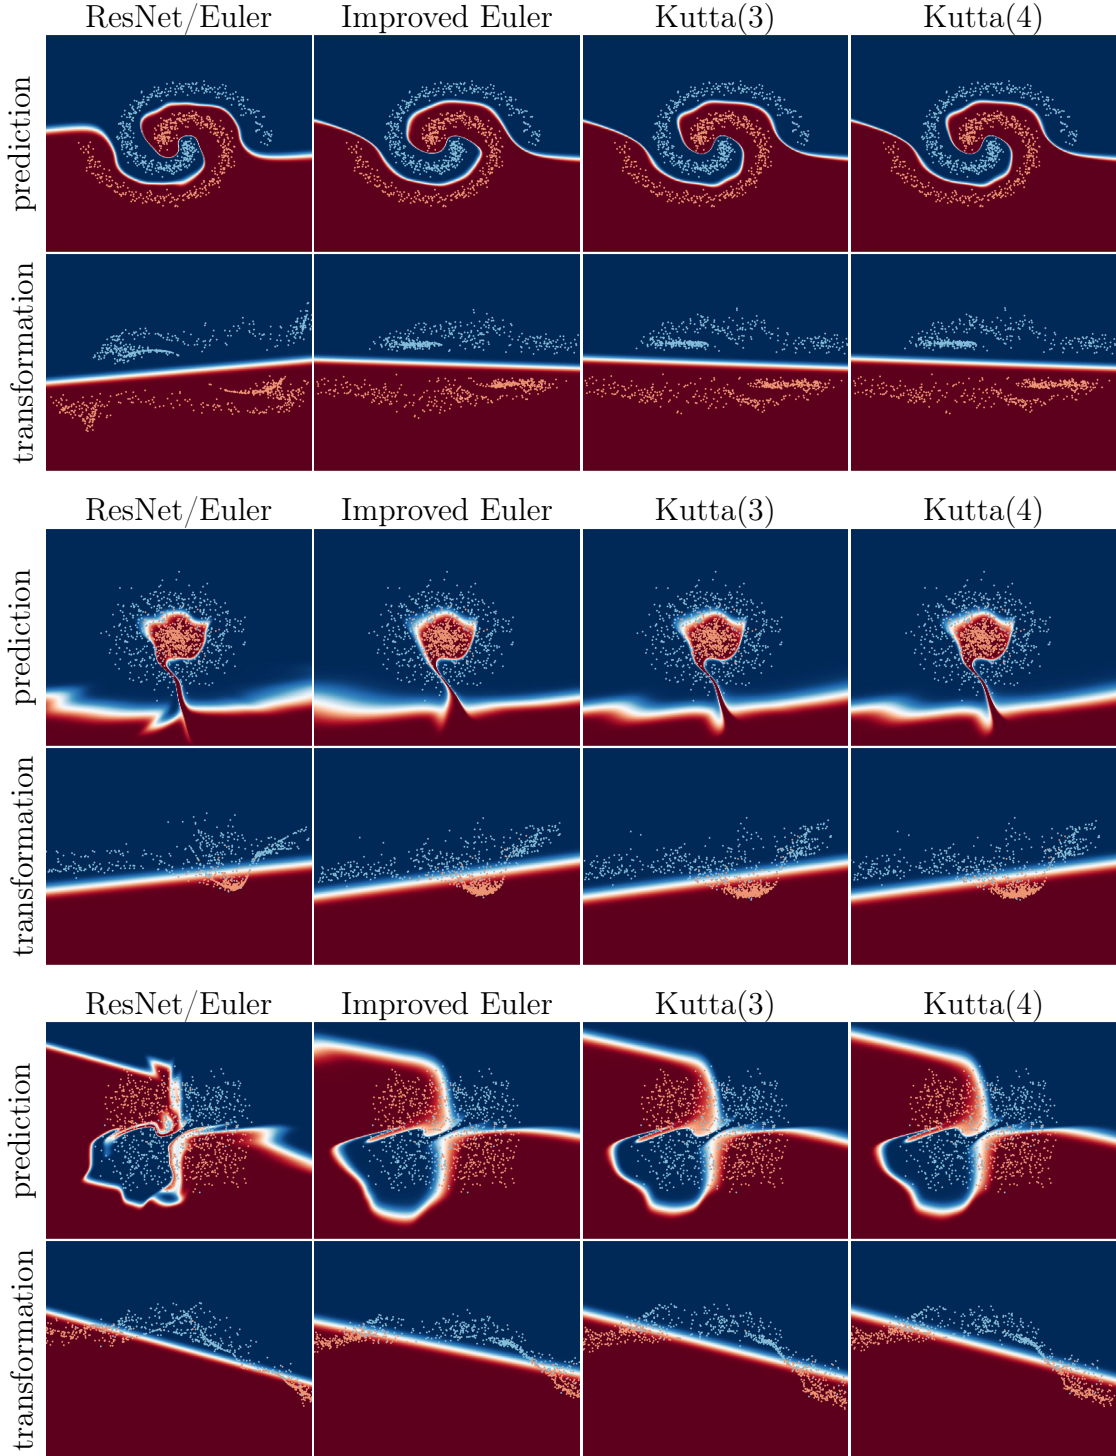 ResNet/Euler Improved Euler Kutta(3) Kutta(4)
prediction
transformation
ResNet/Euler Improved Euler Kutta(3) Kutta(4)
prediction
transformation
ResNet/Euler Improved Euler Kutta(3) Kutta(4)
prediction
transformation